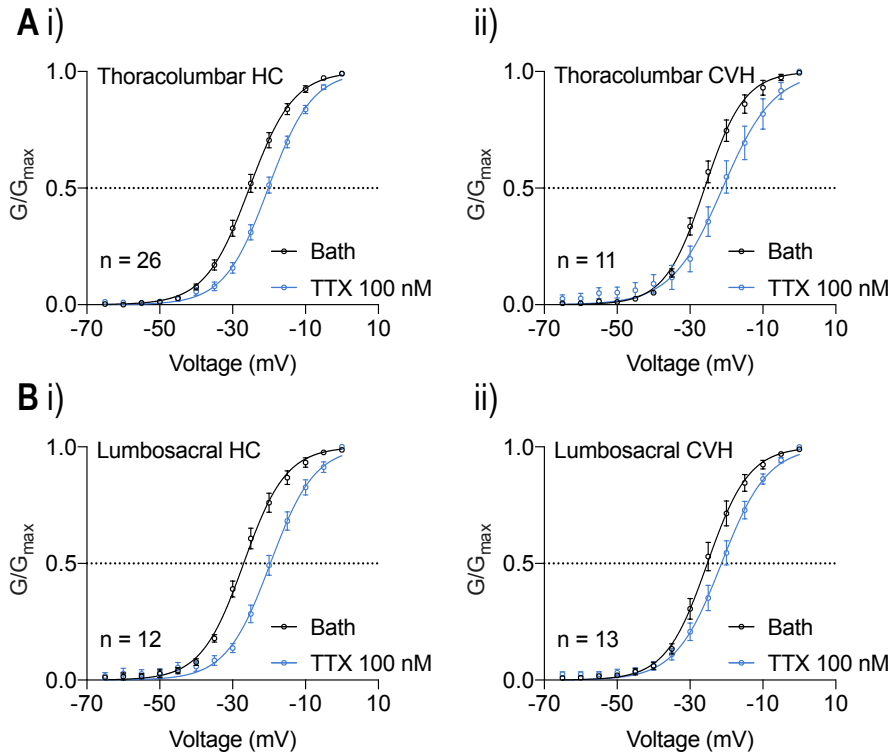 A i)
Thoracolumbar HC
G/Gmax
1.0
0.5
0.0
n = 26
Bath
TTX 100 nM
-70 -50 -30 -10 10
Voltage (mV)
ii)
Thoracolumbar CVH
G/Gmax
1.0
0.5
0.0
n = 11
Bath
TTX 100 nM
-70 -50 -30 -10 10
Voltage (mV)
B i)
Lumbosacral HC
G/Gmax
1.0
0.5
0.0
n = 12
Bath
TTX 100 nM
-70 -50 -30 -10 10
Voltage (mV)
ii)
Lumbosacral CVH
G/Gmax
1.0
0.5
0.0
n = 13
Bath
TTX 100 nM
-70 -50 -30 -10 10
Voltage (mV)